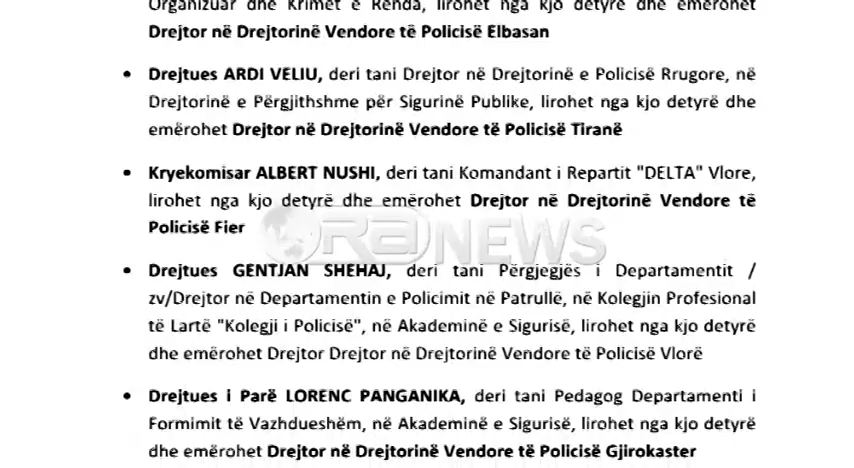 Organizuar dhe Krimet e Rënda, lirohet nga kjo detyrë dhe emërohet
Drejtor në Drejtorinë Vendore të Policisë Elbasan
• Drejtues ARDI VELIU, deri tani Drejtor në Drejtorinë e Policisë Rrugore, në
Drejtorinë e Përgjithshme për Sigurinë Publike, lirohet nga kjo detyrë dhe
emërohet Drejtor në Drejtorinë Vendore të Policisë Tiranë
• Kryekomisar ALBERT NUSHI, deri tani Komandant i Repartit "DELTA" Vlore,
lirohet nga kjo detyrë dhe emërohet Drejtor në Drejtorinë Vendore të
Policisë Fier
ora NEWS
• Drejtues GENTJAN SHEHAJ, deri tani Përgjegjës i Departamentit /
zv/Drejtor në Departamentin e Policimit në Patrullë, në Kolegjin Profesional
të Lartë "Kolegji i Policisë", në Akademinë e Sigurisë, lirohet nga kjo detyrë
dhe emërohet Drejtor Drejtor në Drejtorinë Vendore të Policisë Vlorë
• Drejtues i Parë LORENC PANGANIKA, deri tani Pedagog Departamenti i
Formimit të Vazhdueshëm, në Akademinë e Sigurisë, lirohet nga kjo detyrë
dhe emërohet Drejtor në Drejtorinë Vendore të Policisë Gjirokaster